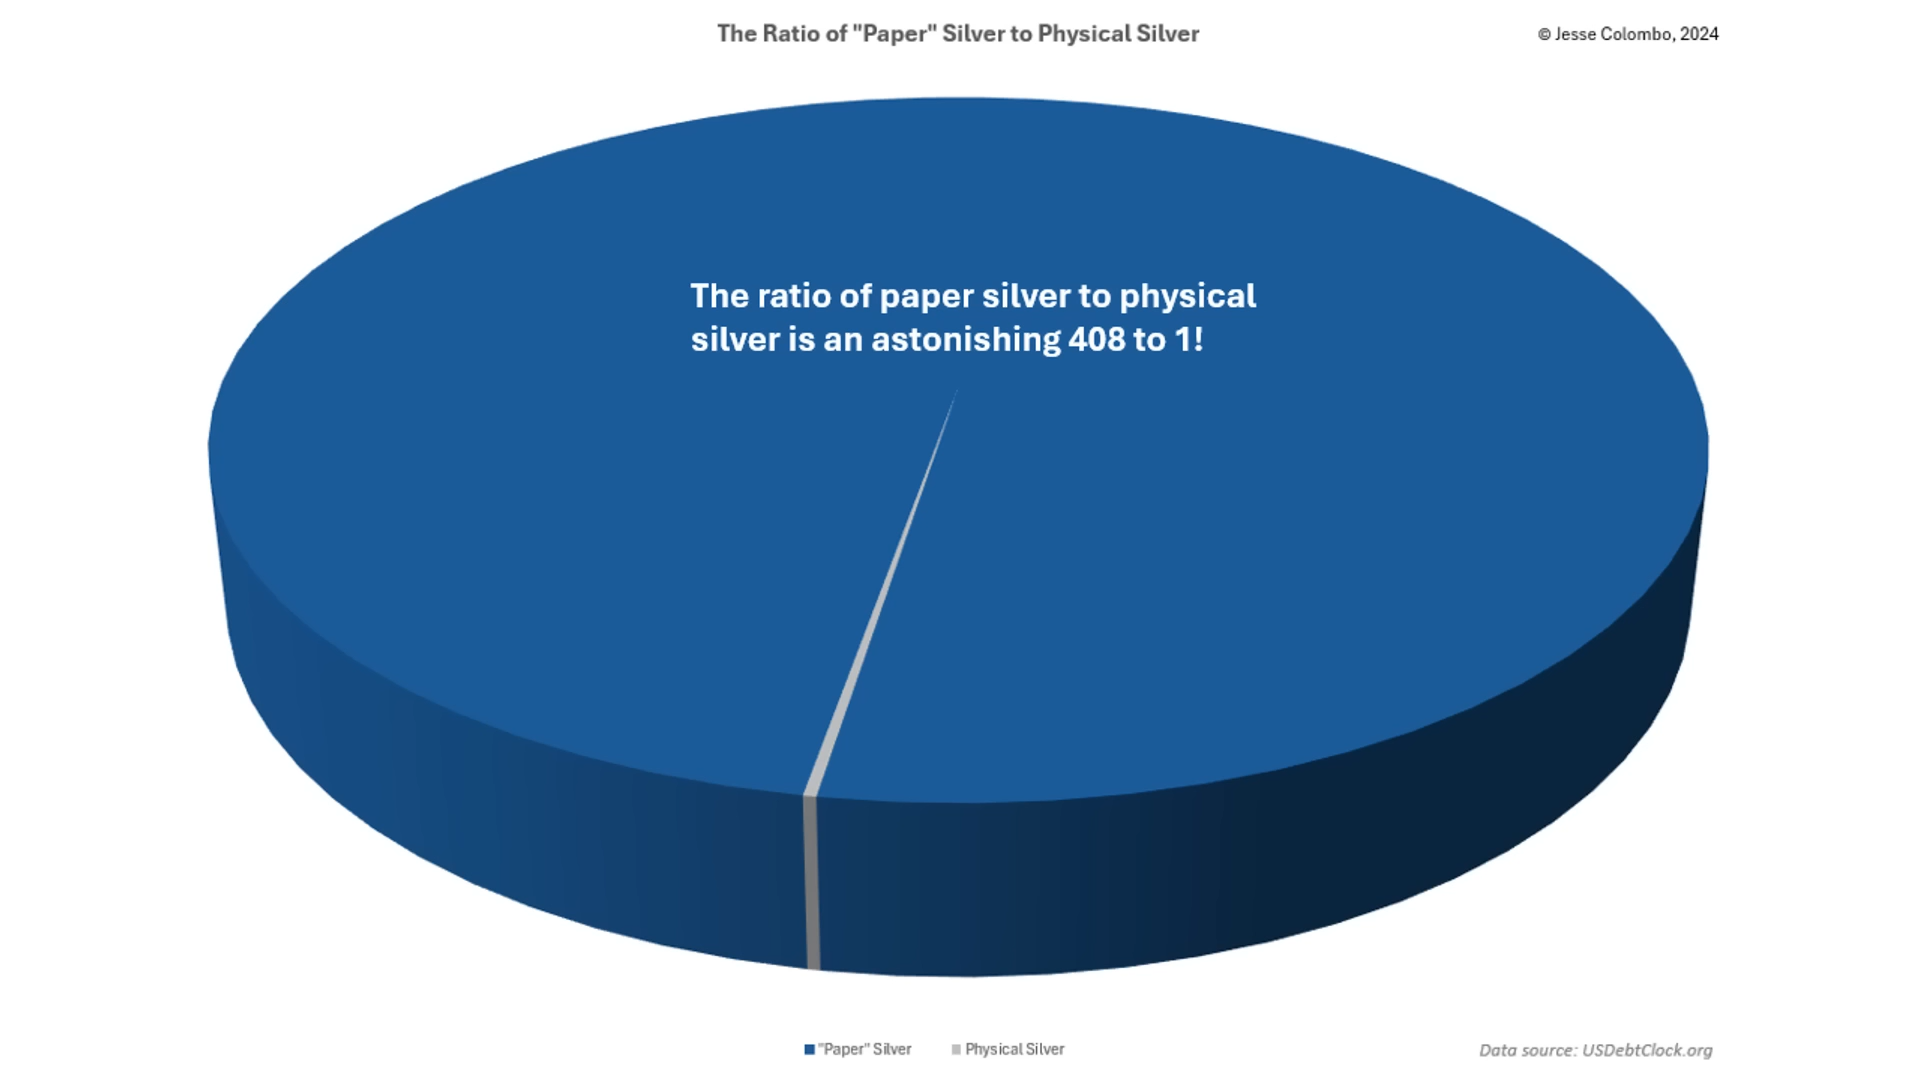 The Ratio of "Paper" Silver to Physical Silver
© Jesse Colombo, 2024
The ratio of paper silver to physical
silver is an astonishing 408 to 1!
"Paper" Silver
Physical Silver
Data source: USDebtClock.org